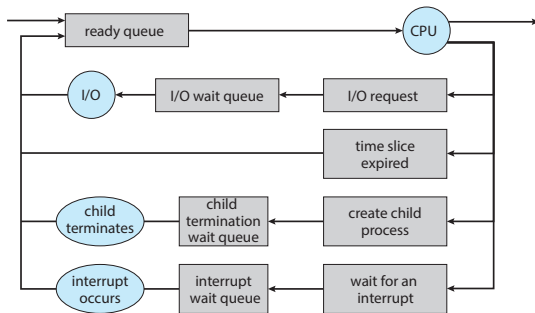 ready queue
CPU
I/O
I/O wait queue
I/O request
time slice
expired
child
terminates
child
termination
wait queue
create child
process
interrupt
occurs
interrupt
wait queue
wait for an
interrupt